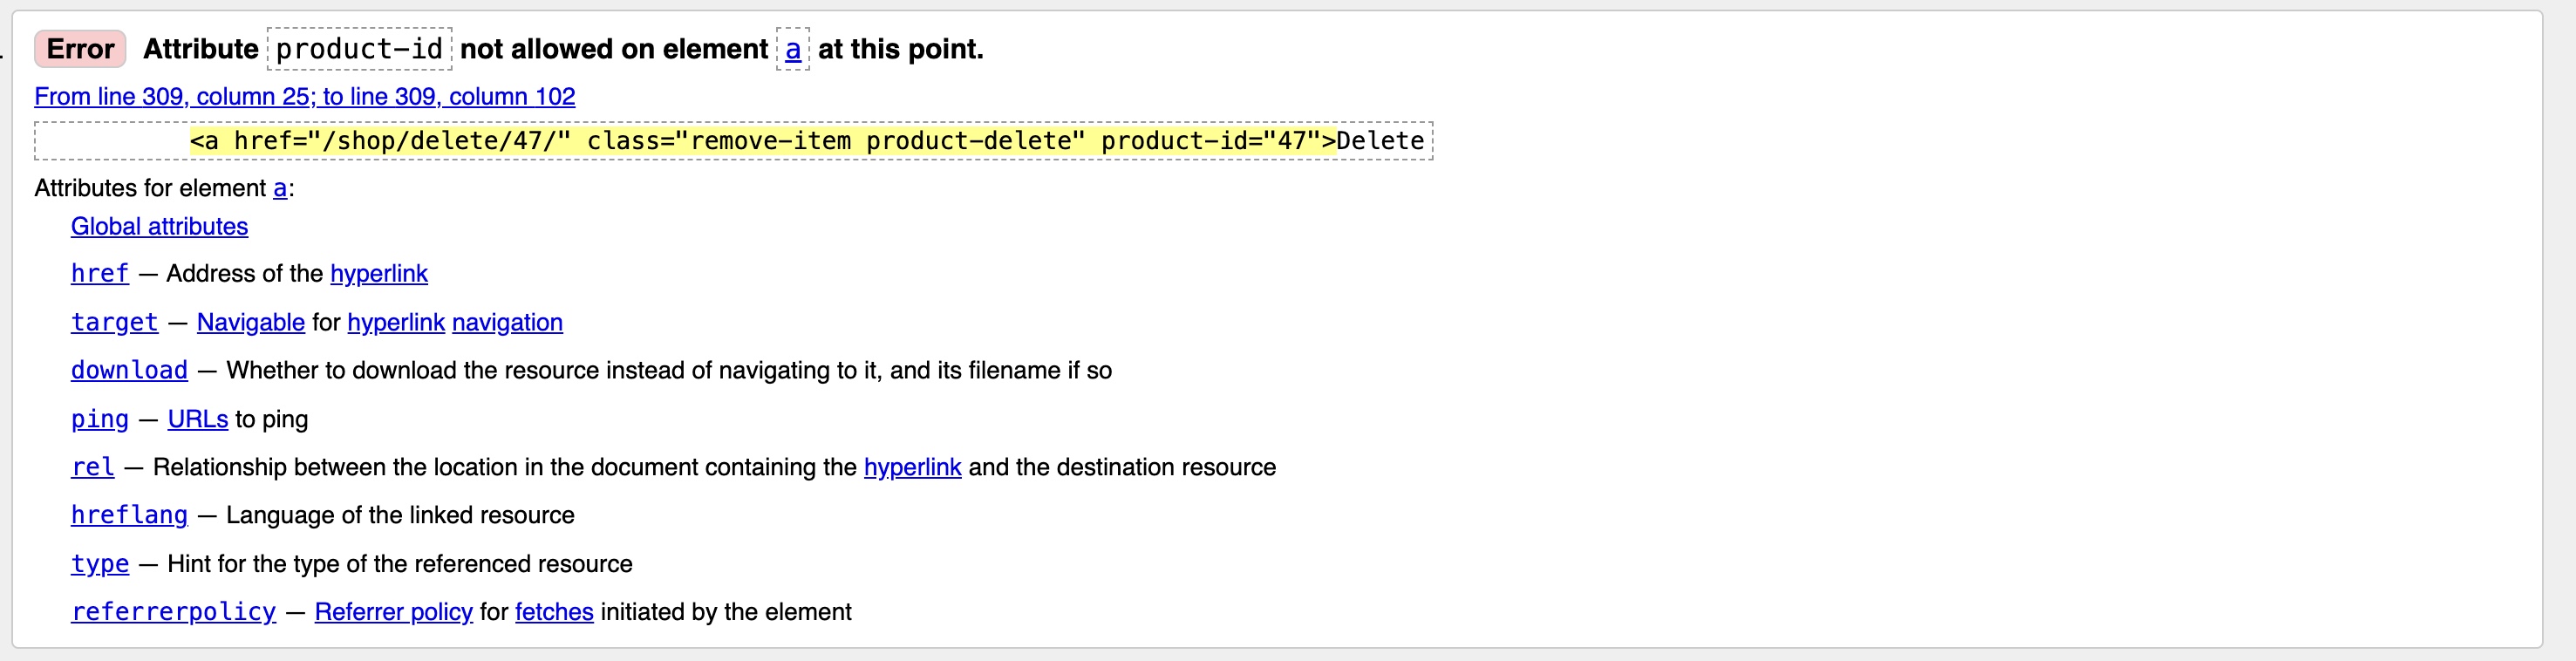 Error Attribute product-id not allowed on element a at this point.
From line 309, column 25; to line 309, column 102
<a href="/shop/delete/47/" class="remove-item product-delete" product-id="47">Delete
Attributes for element a:
Global attributes
href — Address of the hyperlink
target — Navigable for hyperlink navigation
download — Whether to download the resource instead of navigating to it, and its filename if so
ping — URLs to ping
rel — Relationship between the location in the document containing the hyperlink and the destination resource
hreflang — Language of the linked resource
type — Hint for the type of the referenced resource
referrerpolicy — Referrer policy for fetches initiated by the element